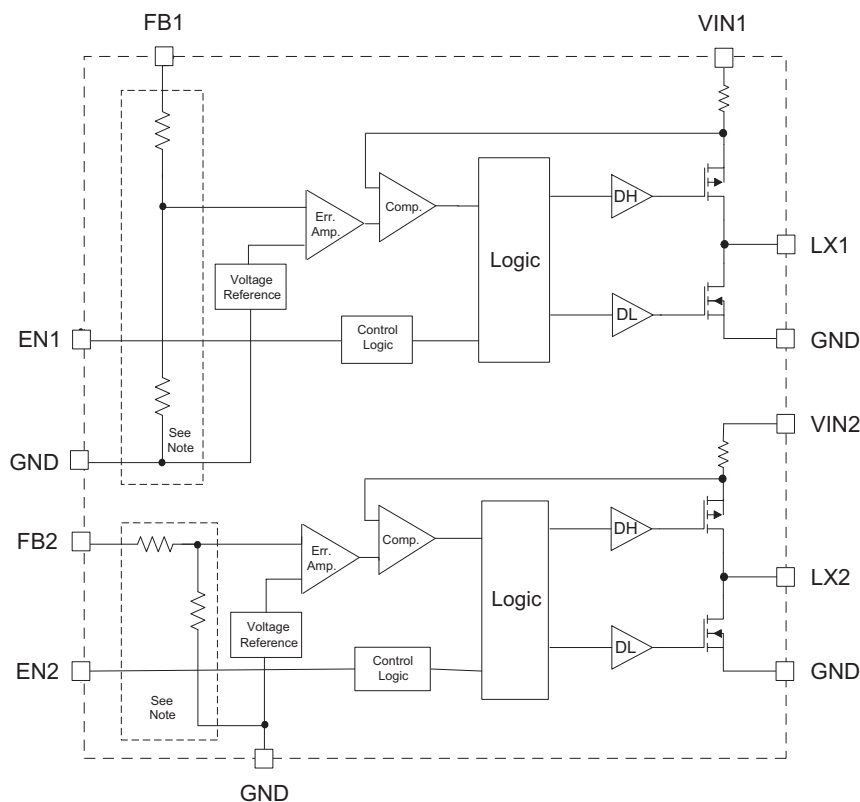 FB1
VIN1
Err.
Amp.
Comp.
DH
Logic
LX1
Voltage
Reference
DL
EN1
Control
Logic
GND
See
Note
GND
VIN2
FB2
Err.
Amp.
Comp.
DH
Logic
LX2
Voltage
Reference
DL
EN2
Control
Logic
GND
See
Note
GND